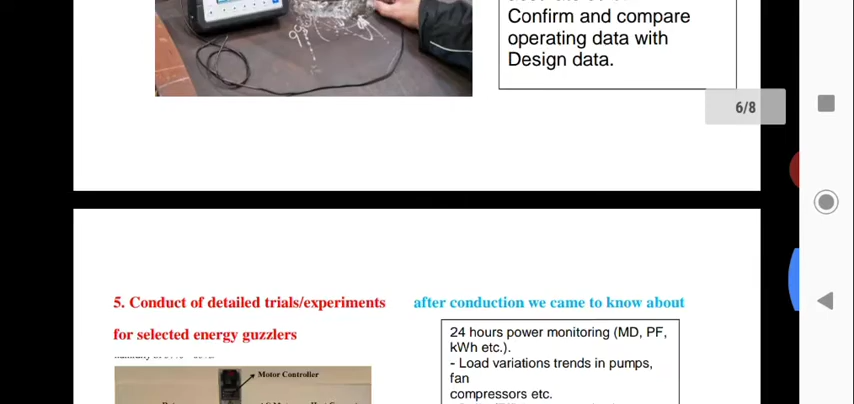 Confirm and compare
operating data with
Design data.
6/8
5. Conduct of detailed trials/experiments
for selected energy guzzlers
after conduction we came to know about
24 hours power monitoring (MD, PF,
kWh etc.).
- Load variations trends in pumps,
fan
compressors etc.
Motor Controller